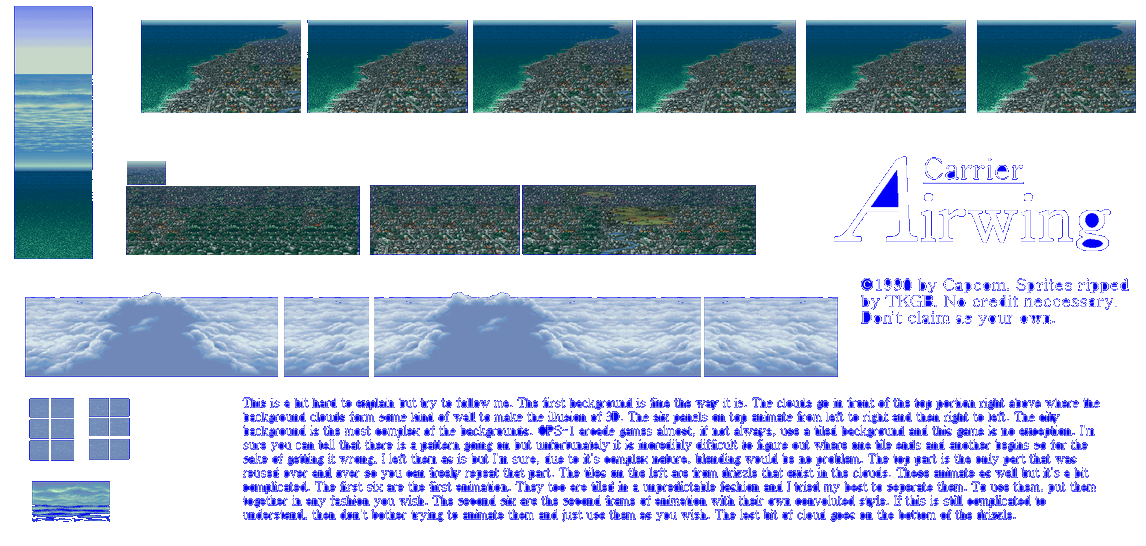 Carrier
Airwing
©1990 by Capcom. Sprites ripped
by TKGH. No credit neccessary.
Don't claim as your own.
This is a bit hard to explain but try to follow me. The first background is fine the way it is. The clouds go in front of the top portion right above where the
background clouds form some kind of wall to make the illusion of 3D. The six panels on top animate from left to right and then right to left. The city
background is the most complex of the backgrounds. CPS-1 arcade games almost, if not always, use a tiled background and this game is no exception. I'm
sure you can tell that there is a pattern going on but unfortunately it is incredibly difficult to figure out where one tile ends and another begins so for the
sake of getting it wrong, I left them as is but I'm sure, due to it's complex nature, blending would be no problem. The top part is the only part that was
reused over and over so you can freely repeat that part. The tiles on the left are from drizzle that exist in the clouds. These animate as well but it's a bit
complicated. The first six are the first animation. They too are tiled in a unpredictable fashion and I tried my best to separate them. To use them, put them
together in any fashion you wish. The second six are the second frame of animation with their own convoluted style. If this is still complicated to
understand, then don't bother trying to animate them and just use them as you wish. The last bit of cloud goes on the bottom of the drizzle.